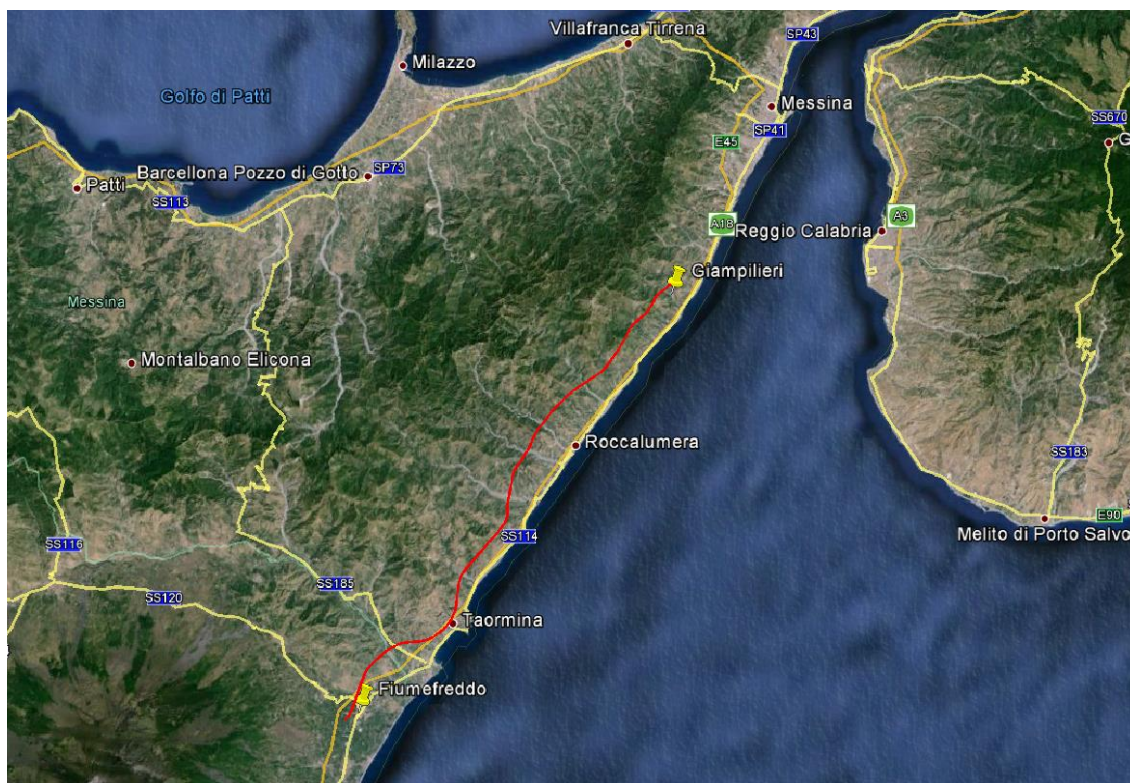 Villafranca Tirrena
SP43
Milazzo
Golfo di Patti
Messina
SP41
SS670
G
E45
Barcellona Pozzo di Gotto
SP73
Patti
SS113
A18
Reggio Calabria
A3
Giampilieri
Messina
Montalbano Elicona
Roccalumera
SS183
E90
Melito di Porto Salvo
SS114
SS116
SS185
SS120
Taormina
Fiumefreddo